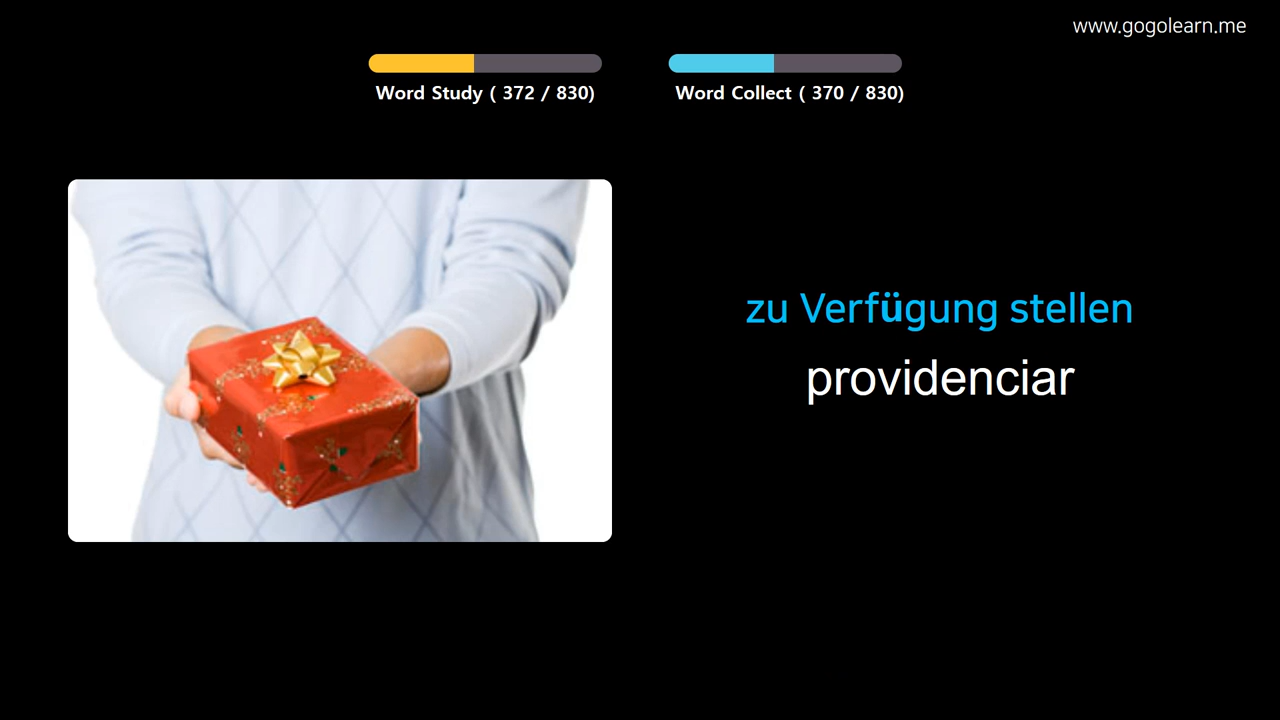 www.gogolearn.me
Word Study ( 372 / 830)
Word Collect ( 370 / 830)
zu Verfügung stellen
providenciar